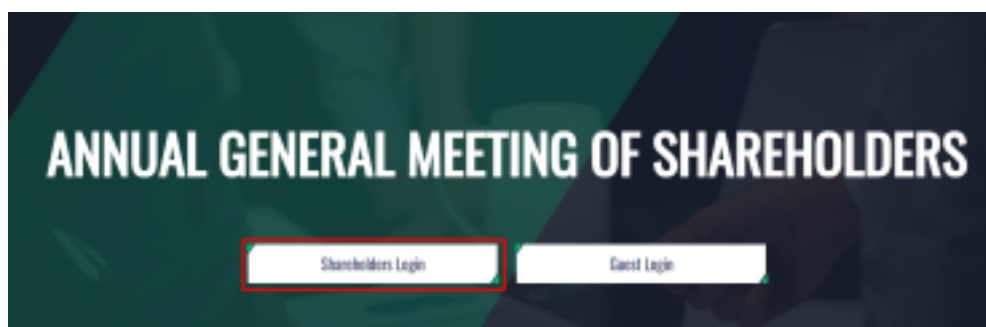 ANNUAL GENERAL MEETING OF SHAREHOLDERS
Shareholders Login
Guest Login